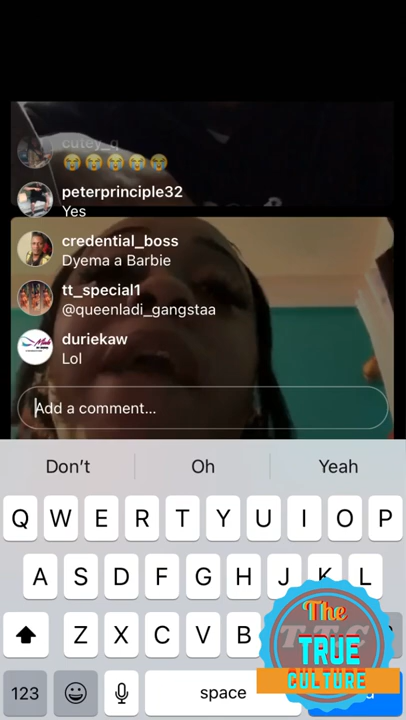 cutey_q
😭😭😭😭😭
peterprinciple32
Yes
credential_boss
Dyema a Barbie
tt_special1
@queenladi_gangstaa
duriekaw
Lol
Add a comment...
Don't Oh Yeah
Q W E R T Y U I O P
A S D F G H J K L
Z X C V B
The
TRUE
CULTURE
123 space